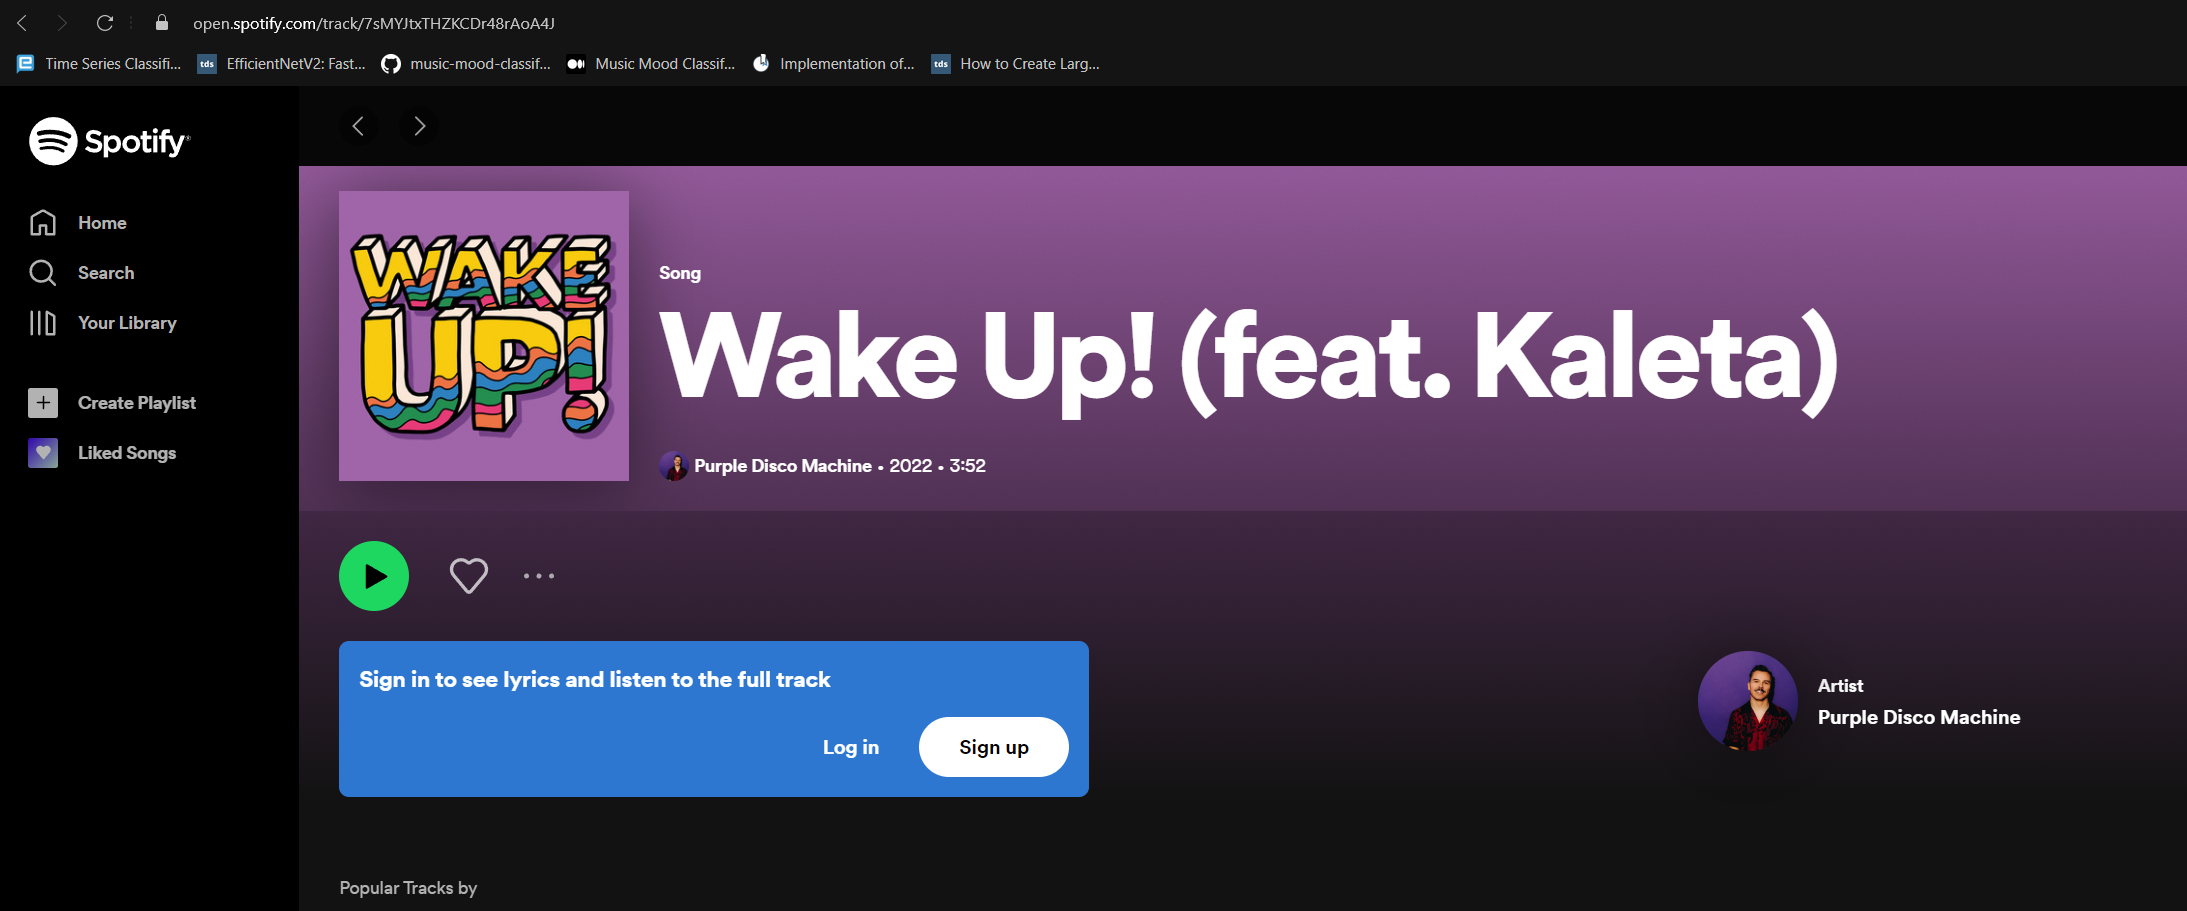 open.spotify.com/track/7sMYJtxTHZKCDr48rAoA4J
Time Series Classifi...
tds EfficientNetV2: Fast...
music-mood-classif...
Music Mood Classif...
Implementation of...
tds How to Create Larg...
Spotify
Home
Search
Your Library
Create Playlist
Liked Songs
WAKE
UP!
Song
Wake Up! (feat. Kaleta)
Purple Disco Machine • 2022 • 3:52
Sign in to see lyrics and listen to the full track
Log in
Sign up
Artist
Purple Disco Machine
Popular Tracks by